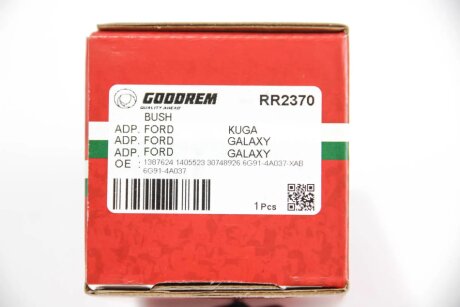 GOODREM RR2370
QUALITY AHEAD
BUSH
ADP. FORD KUGA
ADP. FORD GALAXY
ADP. FORD GALAXY
OE : 1387624 1405523 30748926 6G91-4A037-XAB
6G91-4A037
1 Pcs